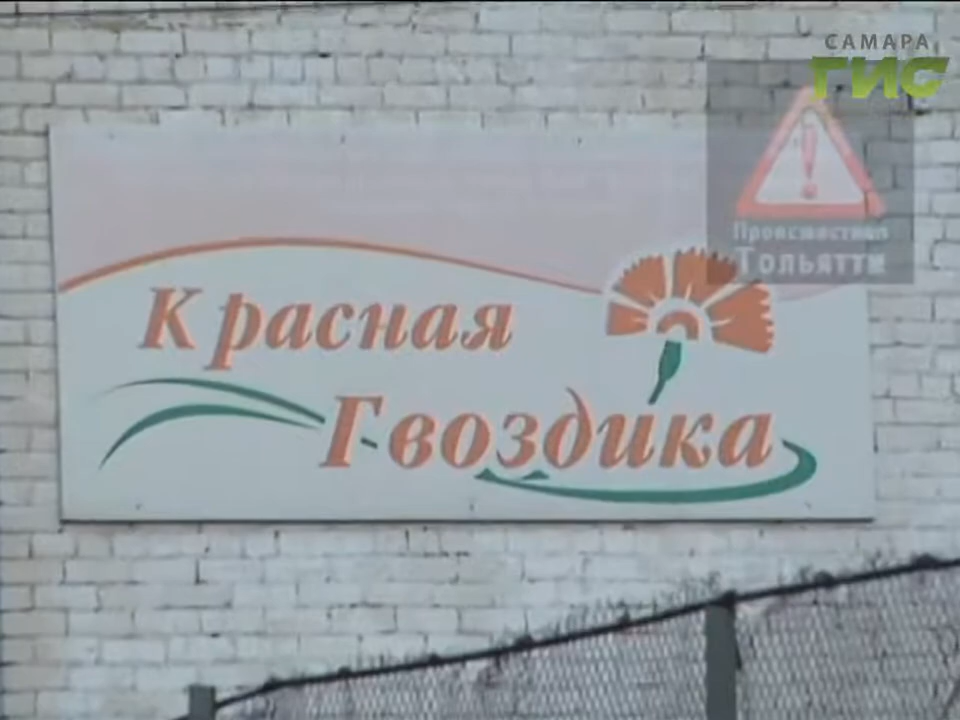 САМАРА
ГИС
Происшествия
Тольятти
Красная
Гвоздика